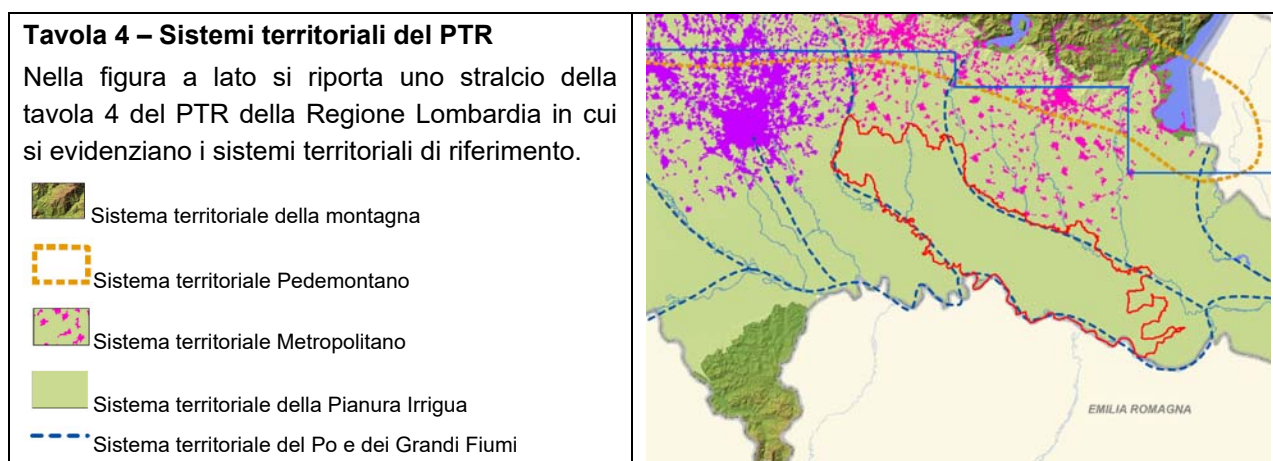 Tavola 4 – Sistemi territoriali del PTR
Nella figura a lato si riporta uno stralcio della
tavola 4 del PTR della Regione Lombardia in cui
si evidenziano i sistemi territoriali di riferimento.
Sistema territoriale della montagna
Sistema territoriale Pedemontano
Sistema territoriale Metropolitano
Sistema territoriale della Pianura Irrigua
Sistema territoriale del Po e dei Grandi Fiumi
EMILIA ROMAGNA